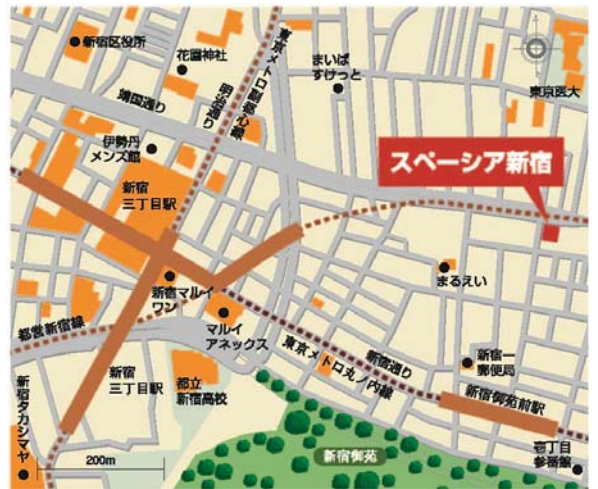 新宿区役所
花園神社
東京メトロ副都心線
明治通り
まいばすけっと
東京医大
靖国通り
伊勢丹
メンズ館
スペーシア新宿
新宿
三丁目駅
まるえい
新宿マルイ
ワン
都営新宿線
マルイ
アネックス
新宿通り
東京メトロ丸ノ内線
新宿一
郵便局
新宿
三丁目駅
都立
新宿高校
新宿御苑前駅
新宿タカシマヤ
新宿御苑
壱丁目
参番館
200m